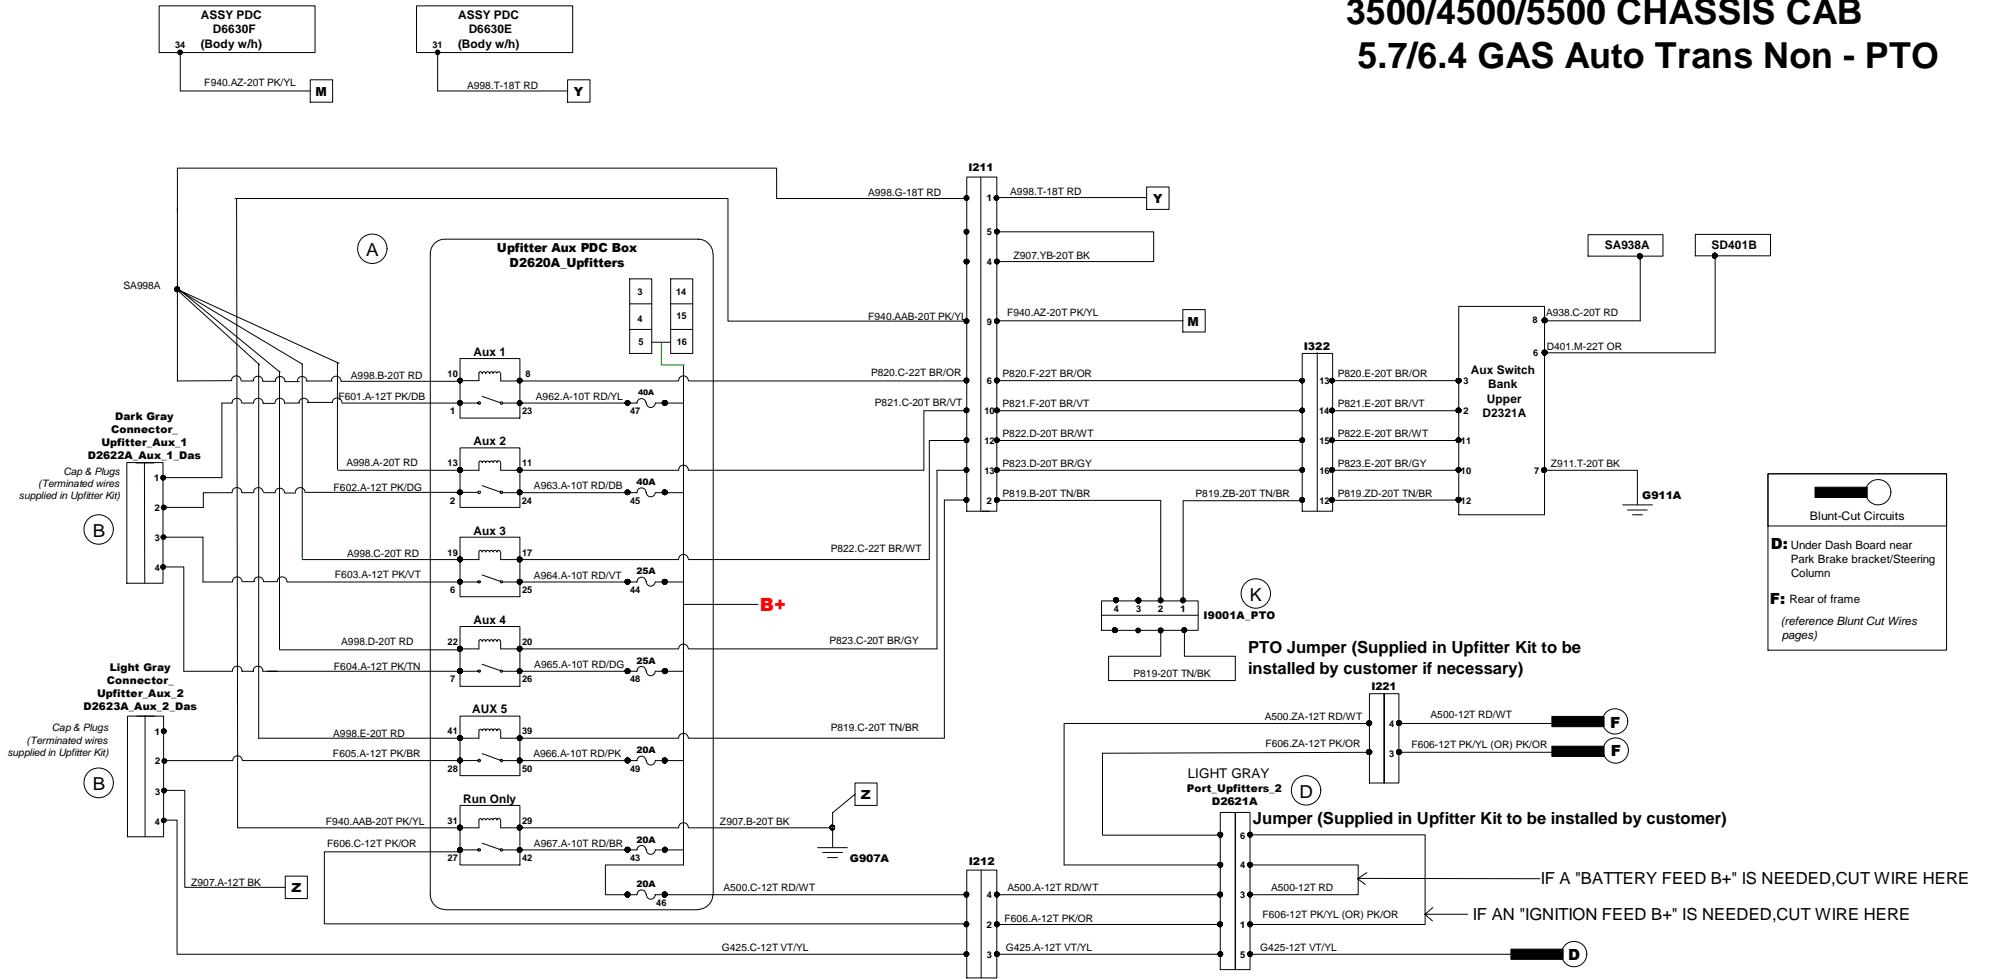 3500/4500/5500 CHASSIS CAB
5.7/6.4 GAS Auto Trans Non - PTO
ASSY PDC
D6630F
34 (Body w/h)
F940.AZ-20T PK/YL
M
ASSY PDC
D6630E
31 (Body w/h)
A998.T-18T RD
Y
I211
A998.G-18T RD
1
A998.T-18T RD
Y
5
4
Z907.YB-20T BK
F940.AAB-20T PK/YL
9
F940.AZ-20T PK/YL
M
P820.C-22T BR/OR
6
P820.F-22T BR/OR
P821.C-20T BR/VT
10
P821.F-20T BR/VT
12
P822.D-20T BR/WT
13
P823.D-20T BR/GY
2
P819.B-20T TN/BR
P819.ZB-20T TN/BR
I322
13
P820.E-20T BR/OR
3
14
P821.E-20T BR/VT
2
15
P822.E-20T BR/WT
11
16
P823.E-20T BR/GY
10
12
P819.ZD-20T TN/BR
12
Aux Switch
Bank
Upper
D2321A
SA938A
SD401B
8
A938.C-20T RD
6
D401.M-22T OR
7
Z911.T-20T BK
G911A
Blunt-Cut Circuits
D: Under Dash Board near
Park Brake bracket/Steering
Column
F: Rear of frame
(reference Blunt Cut Wires
pages)
A
SA998A
Upfitter Aux PDC Box
D2620A_Upfitters
3
4
5
14
15
16
Aux 1
A998.B-20T RD
10
8
F601.A-12T PK/DB
1
23
A962.A-10T RD/YL
40A
47
Aux 2
A998.A-20T RD
13
11
F602.A-12T PK/DG
2
24
A963.A-10T RD/DB
40A
45
Aux 3
A998.C-20T RD
19
17
P822.C-22T BR/WT
F603.A-12T PK/VT
6
25
A964.A-10T RD/VT
25A
44
B+
Aux 4
A998.D-20T RD
22
20
P823.C-20T BR/GY
F604.A-12T PK/TN
7
26
A965.A-10T RD/DG
25A
48
AUX 5
A998.E-20T RD
41
39
P819.C-20T TN/BR
F605.A-12T PK/BR
28
50
A966.A-10T RD/PK
20A
49
Run Only
F940.AAB-20T PK/YL
31
29
Z907.B-20T BK
Z
G907A
F606.C-12T PK/OR
27
42
A967.A-10T RD/BR
20A
43
20A
46
A500.C-12T RD/WT
Dark Gray
Connector_
Upfitter_Aux_1
D2622A_Aux_1_Das
Cap & Plugs
(Terminated wires
supplied in Upfitter Kit)
1
2
3
4
B
Light Gray
Connector_
Upfitter_Aux_2
D2623A_Aux_2_Das
Cap & Plugs
(Terminated wires
supplied in Upfitter Kit)
1
2
3
4
B
Z907.A-12T BK
Z
G425.C-12T VT/YL
I212
4
A500.A-12T RD/WT
2
F606.A-12T PK/OR
3
G425.A-12T VT/YL
4
3
2
1
I9001A_PTO
K
P819-20T TN/BK
PTO Jumper (Supplied in Upfitter Kit to be
installed by customer if necessary)
I221
A500.ZA-12T RD/WT
4
A500-12T RD/WT
F
F606.ZA-12T PK/OR
3
F606-12T PK/YL (OR) PK/OR
F
LIGHT GRAY
Port_Upfitters_2
D2621A
D
Jumper (Supplied in Upfitter Kit to be installed by customer)
6
4
3
A500-12T RD
IF A "BATTERY FEED B+" IS NEEDED,CUT WIRE HERE
1
F606-12T PK/YL (OR) PK/OR
IF AN "IGNITION FEED B+" IS NEEDED,CUT WIRE HERE
5
G425-12T VT/YL
D